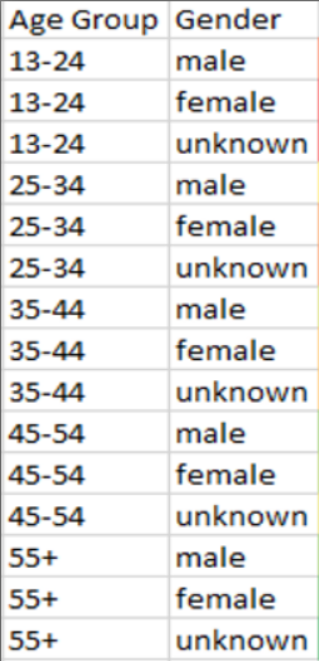 Age Group Gender
13-24 male
13-24 female
13-24 unknown
25-34 male
25-34 female
25-34 unknown
35-44 male
35-44 female
35-44 unknown
45-54 male
45-54 female
45-54 unknown
55+ male
55+ female
55+ unknown